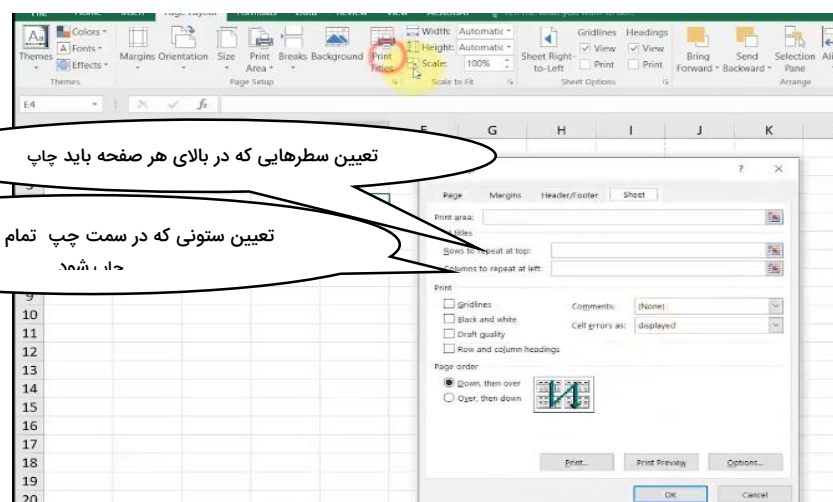 Colors
Fonts
Effects
Themes
Margins Orientation Size Print Area Breaks Background Print Titles
Width: Automatic
Height: Automatic
Scale: 100%
Sheet Right-to-Left
Gridlines Headings
View View
Print Print
Bring Forward Send Backward Selection Pane
Themes Page Setup Scale to Fit Sheet Options Arrange
E4 fx
G H I J K
تعیین سطرهایی که در بالای هر صفحه باید چاپ
تعیین ستونی که در سمت چپ تمام
? ×
Page Margins Header/Footer Sheet
Print area:
Rows to repeat at top:
Columns to repeat at left:
Print
Gridlines
Black and white
Draft quality
Row and column headings
Comments: (None)
Cell errors as: displayed
Page order
Down, then over
Over, then down
Print... Print Preview Options...
OK Cancel
9
10
11
12
13
14
15
16
17
18
19
20